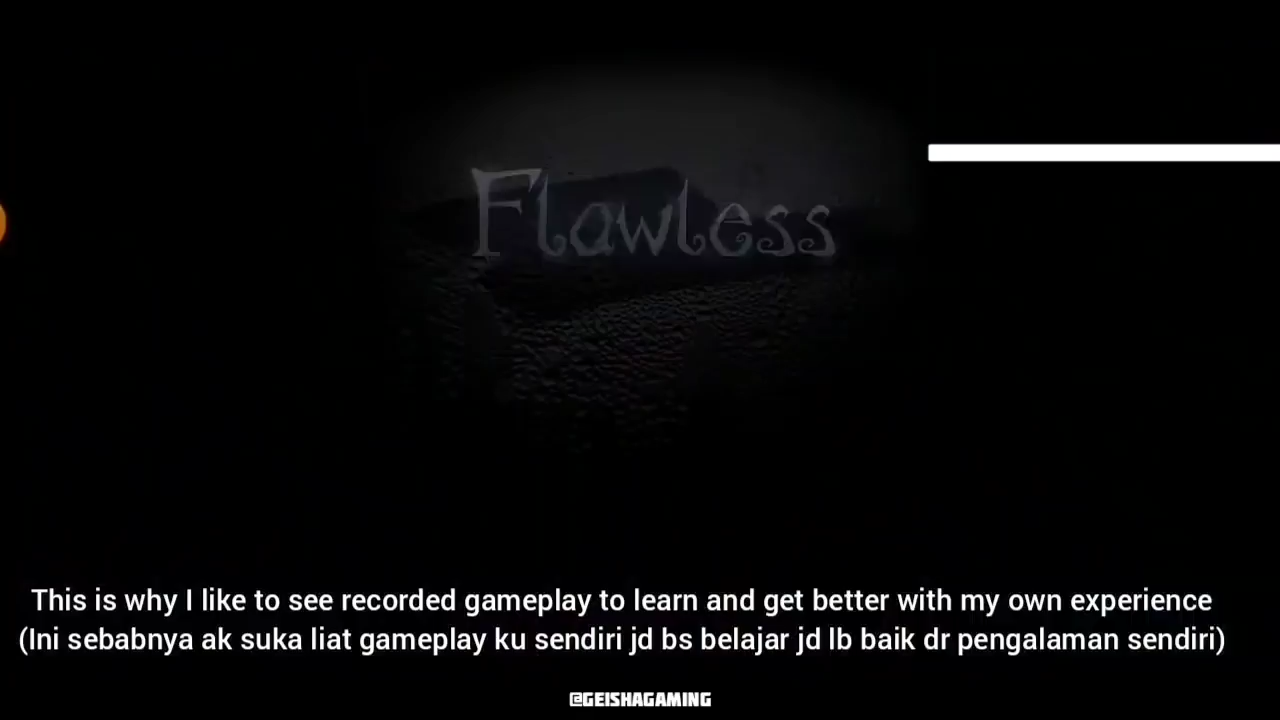 Flawless
This is why I like to see recorded gameplay to learn and get better with my own experience
(Ini sebabnya ak suka liat gameplay ku sendiri jd bs belajar jd lb baik dr pengalaman sendiri)
@GEISHAGAMING